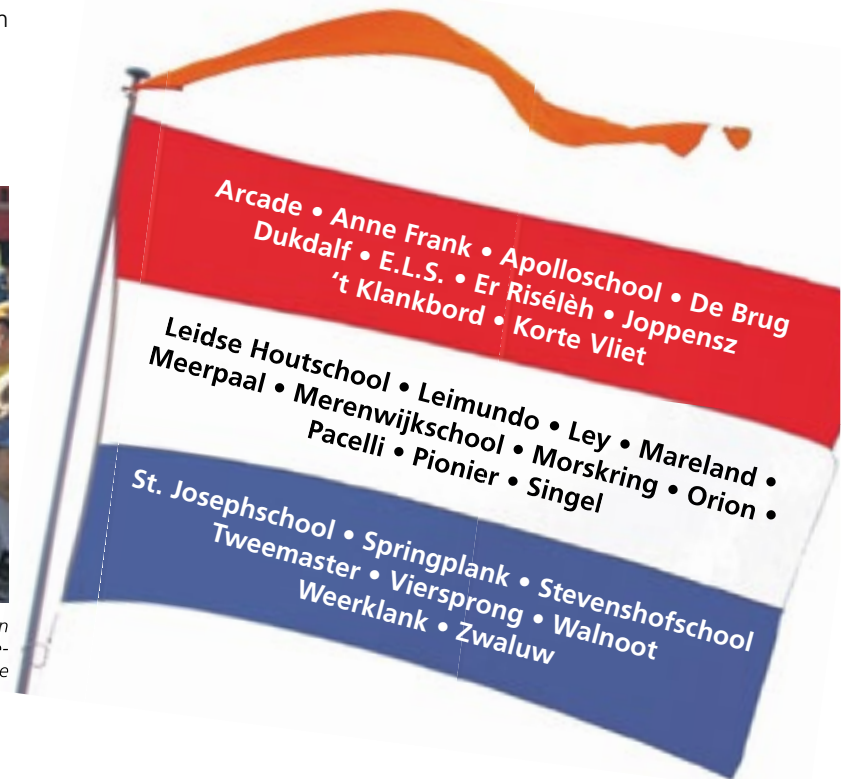 n
Arcade • Anne Frank • Apolloschool • De Brug
Dukdalf • E.L.S. • Er Risélèh • Joppensz
‘t Klankbord • Korte Vliet
Leidse Houtschool • Leimundo • Ley • Mareland •
Meerpaal • Merenwijkschool • Morskring • Orion •
Pacelli • Pionier • Singel
St. Josephschool • Springplank • Stevenshofschool
Tweemaster • Viersprong • Walnoot
Weerklank • Zwaluw
n
e-
e